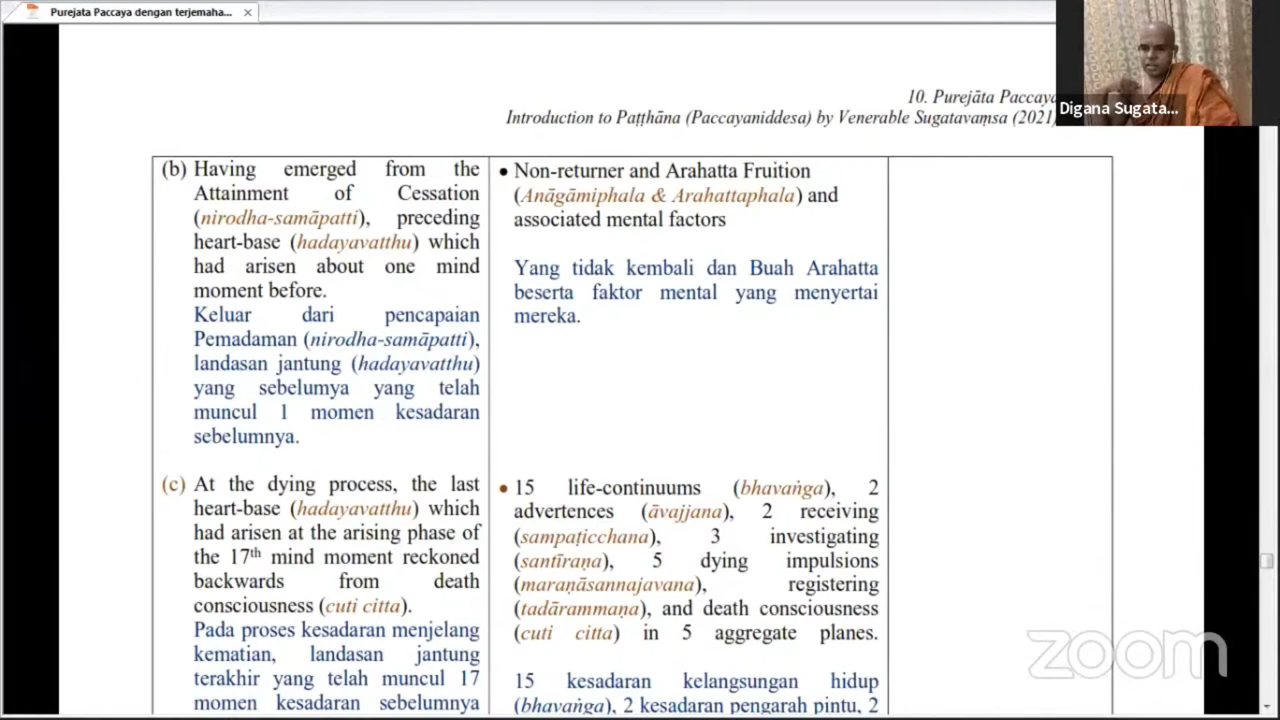 Purejata Paccaya dengan terjemaha...
10. Purejāta Paccaya
Introduction to Paṭṭhāna (Paccayaniddesa) by Venerable Sugatavaṃsa (2021)
Digana Sugata...
(b) Having emerged from the
Attainment of Cessation
(nirodha-samāpatti), preceding
heart-base (hadayavatthu) which
had arisen about one mind
moment before.
Keluar dari pencapaian
Pemadaman (nirodha-samāpatti),
landasan jantung (hadayavatthu)
yang sebelumya yang telah
muncul 1 momen kesadaran
sebelumnya.
• Non-returner and Arahatta Fruition
(Anāgāmiphala & Arahattaphala) and
associated mental factors
Yang tidak kembali dan Buah Arahatta
beserta faktor mental yang menyertai
mereka.
(c) At the dying process, the last
heart-base (hadayavatthu) which
had arisen at the arising phase of
the 17th mind moment reckoned
backwards from death
consciousness (cuti citta).
Pada proses kesadaran menjelang
kematian, landasan jantung
terakhir yang telah muncul 17
momen kesadaran sebelumnya
• 15 life-continuums (bhavaṅga), 2
advertences (āvajjana), 2 receiving
(sampaṭicchana), 3 investigating
(santīraṇa), 5 dying impulsions
(maraṇāsannajavana), registering
(tadārammaṇa), and death consciousness
(cuti citta) in 5 aggregate planes.
15 kesadaran kelangsungan hidup
(bhavaṅga), 2 kesadaran pengarah pintu, 2
zoom